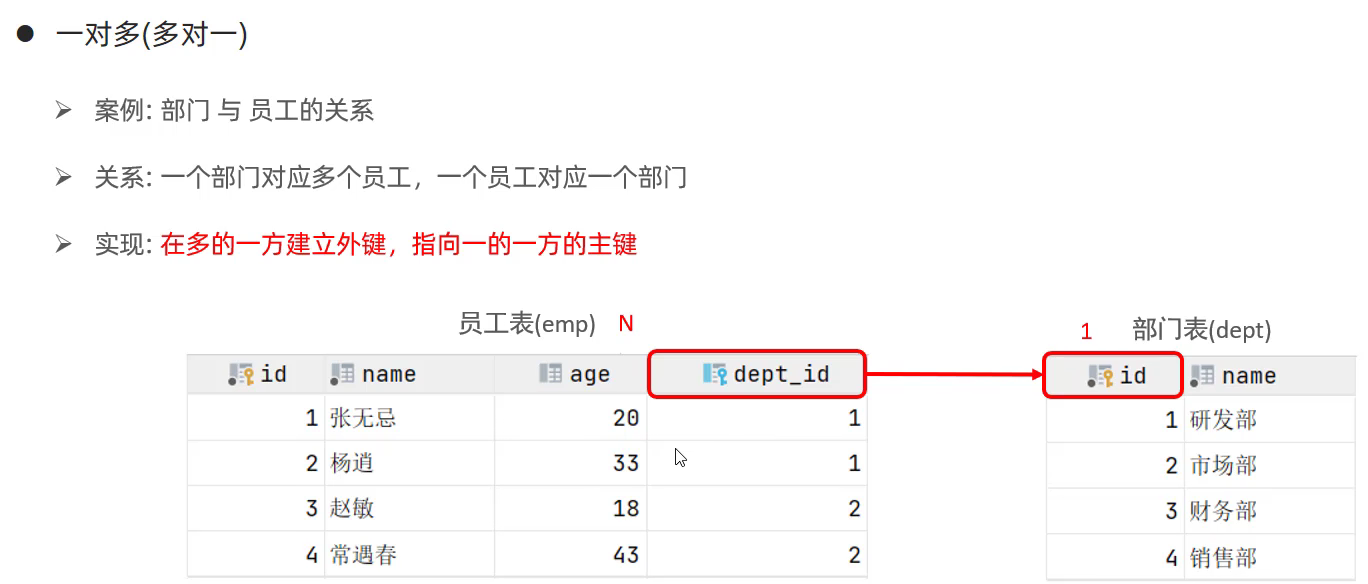 一对多(多对一)
案例: 部门 与 员工的关系
关系: 一个部门对应多个员工，一个员工对应一个部门
实现: 在多的一方建立外键，指向一的一方的主键
员工表(emp) N
id name age dept_id
1 张无忌 20 1
2 杨逍 33 1
3 赵敏 18 2
4 常遇春 43 2
1 部门表(dept)
id name
1 研发部
2 市场部
3 财务部
4 销售部